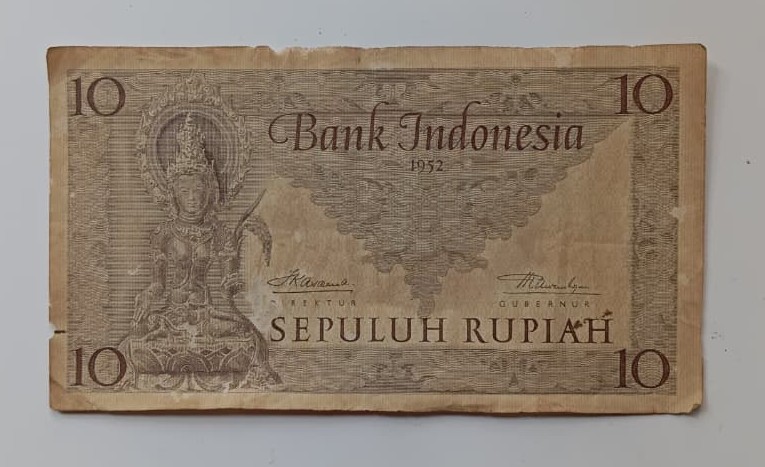 10 10
Bank Indonesia
1952
DIREKTUR GUBERNUR
SEPULUH RUPIAH
10 10